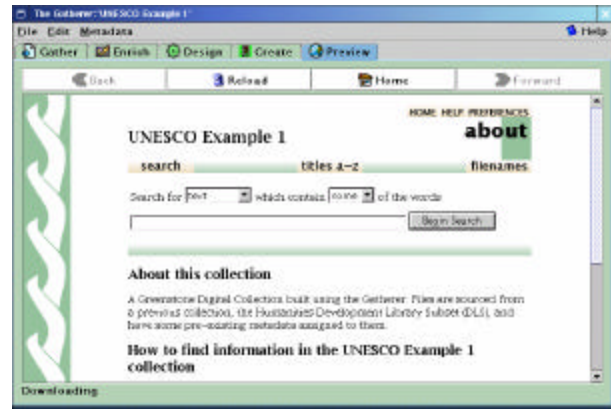 The Gatherer: UNESCO Example 1
File Edit Metadata Help
Gather Enrich Design Create Preview
Back Reload Home Forward
HOME HELP PREFERENCES
about
UNESCO Example 1
search titles a-z filenames
Search for text which contain some of the words
Begin Search
About this collection
A Greenstone Digital Collection built using the Gatherer. Files are sourced from
a previous collection, the Humanities Development Library Subset (DLS), and
have some pre-existing metadata assigned to them.
How to find information in the UNESCO Example 1
collection
Downloading